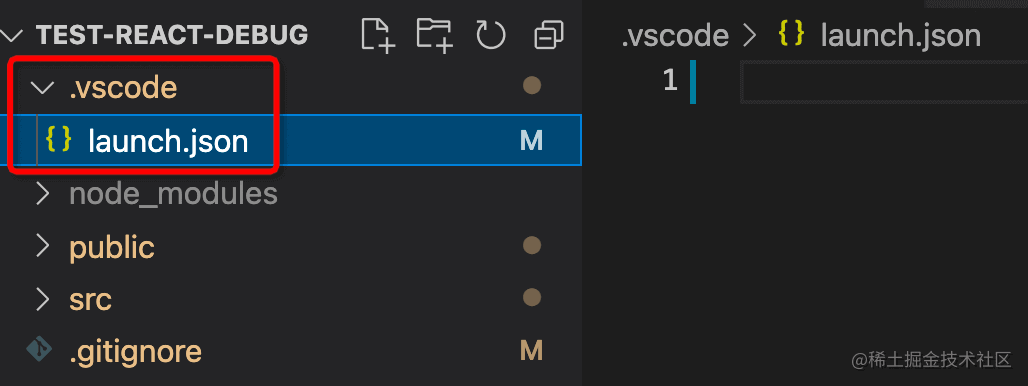 TEST-REACT-DEBUG
.vscode
{} launch.json M
node_modules
public
src
.gitignore M
.vscode > {} launch.json
1
@稀土掘金技术社区